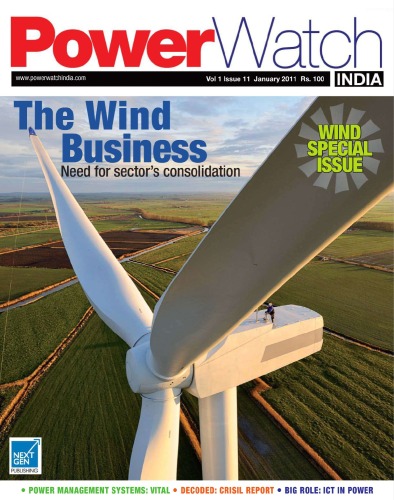 PowerWatch
INDIA
www.powerwatchindia.com
Vol 1 Issue 11 January 2011 Rs. 100
The Wind
Business
Need for sector's consolidation
WIND
SPECIAL
ISSUE
NEXT
GEN
PUBLISHING
• POWER MANAGEMENT SYSTEMS: VITAL • DECODED: CRISIL REPORT • BIG ROLE: ICT IN POWER